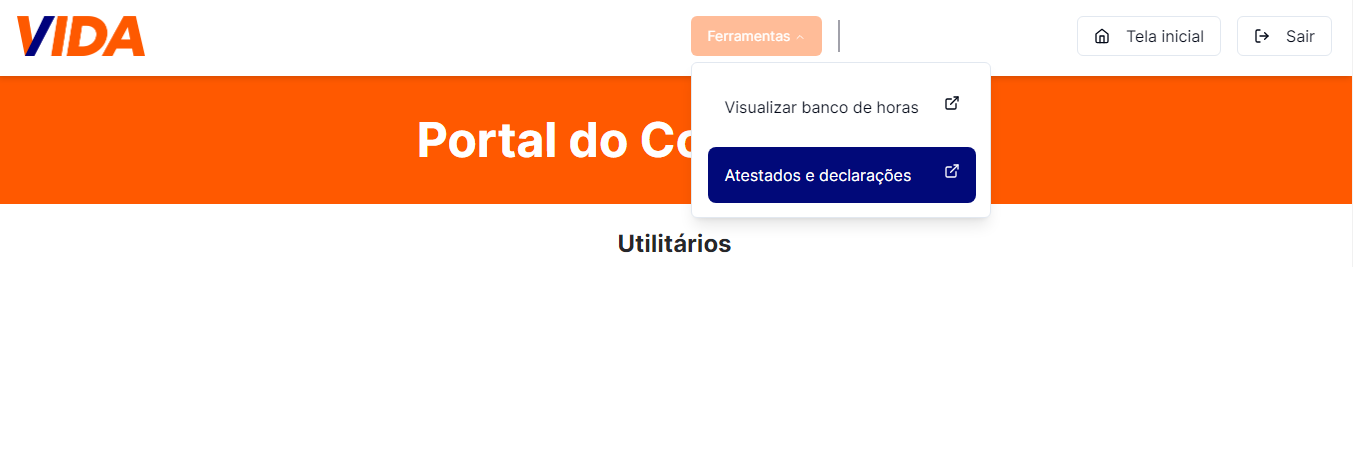 VIDA
Ferramentas
Tela inicial
Sair
Visualizar banco de horas
Portal do Co
Atestados e declarações
Utilitários